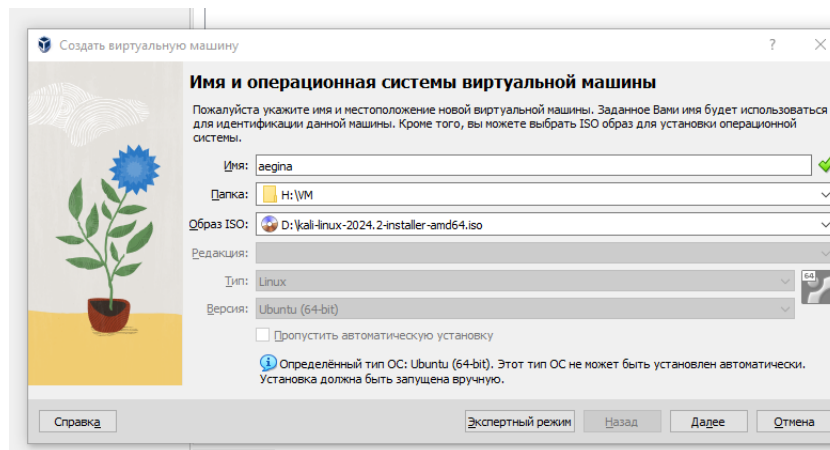 Создать виртуальную машину
?
Имя и операционная системы виртуальной машины
Пожалуйста укажите имя и местоположение новой виртуальной машины. Заданное Вами имя будет использоваться
для идентификации данной машины. Кроме того, вы можете выбрать ISO образ для установки операционной
системы.
Имя: aegina
Папка: H:\VM
Образ ISO: D:\kali-linux-2024.2-installer-amd64.iso
Редакция:
Тип: Linux
64
Версия: Ubuntu (64-bit)
Пропустить автоматическую установку
Определённый тип ОС: Ubuntu (64-bit). Этот тип ОС не может быть установлен автоматически.
Установка должна быть запущена вручную.
Справка Экспертный режим Назад Далее Отмена